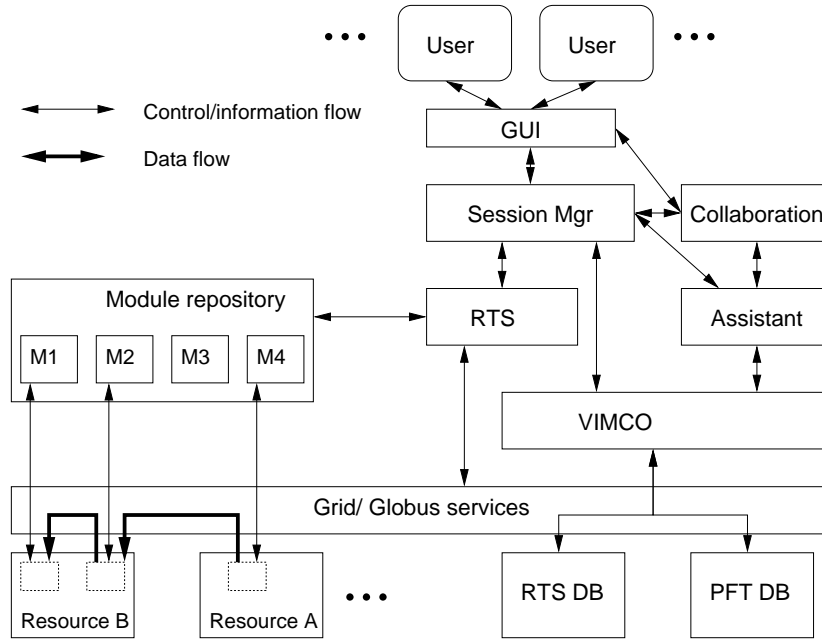 User
User
Control/information flow
GUI
Data flow
Session Mgr
Collaboration
Module repository
RTS
Assistant
M1
M2
M3
M4
VIMCO
Grid/ Globus services
Resource B
Resource A
RTS DB
PFT DB